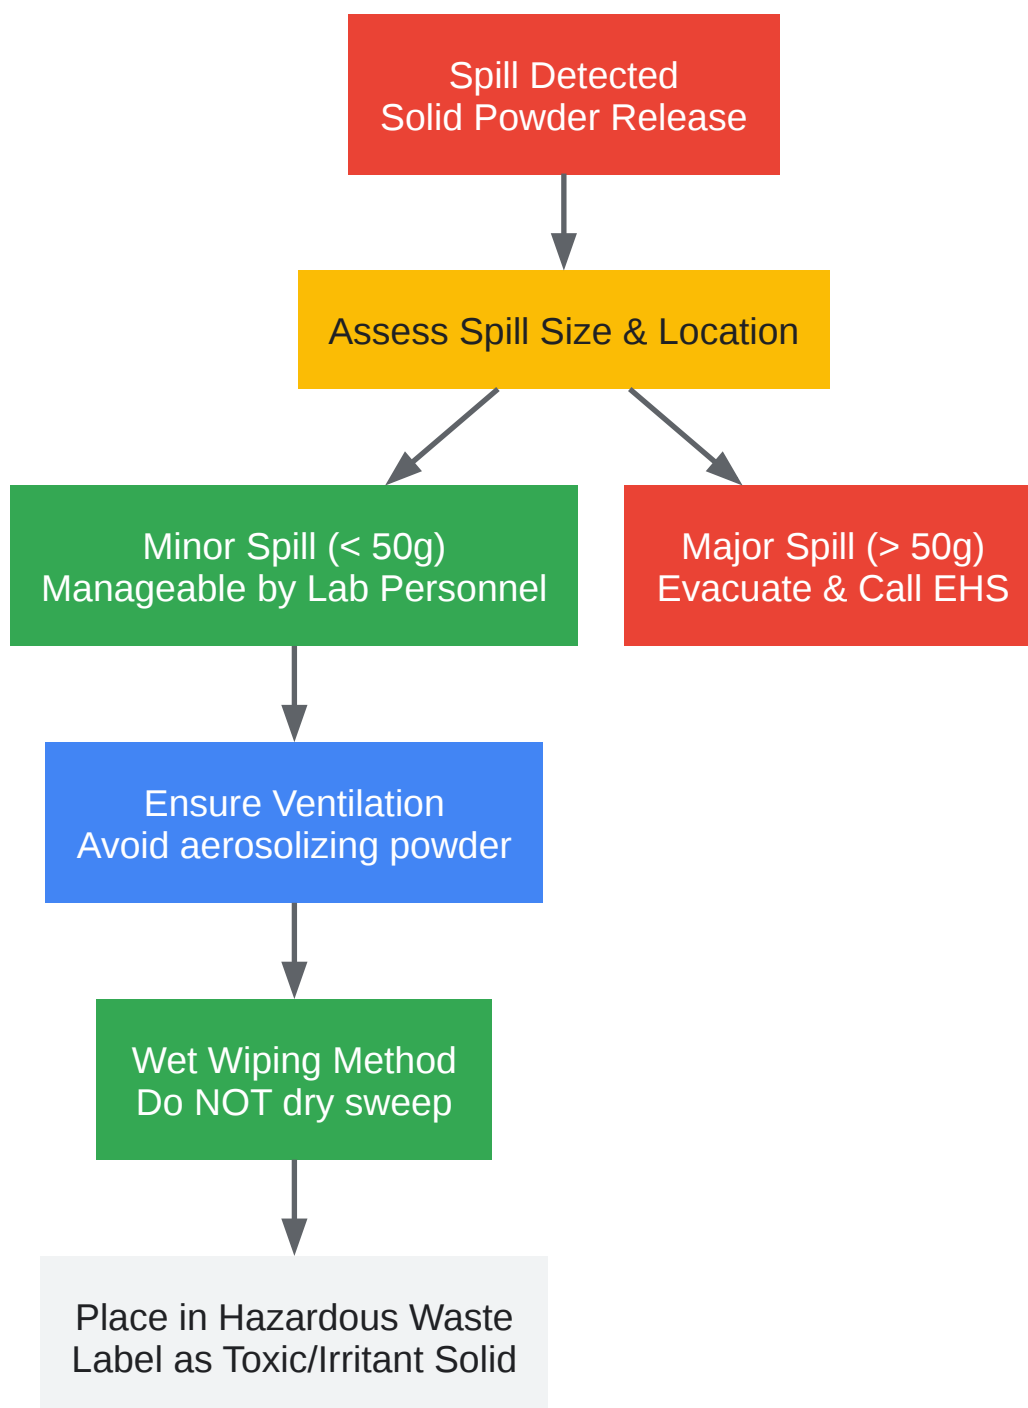 Spill Detected
Solid Powder Release
Assess Spill Size & Location
Minor Spill (< 50g)
Manageable by Lab Personnel
Major Spill (> 50g)
Evacuate & Call EHS
Ensure Ventilation
Avoid aerosolizing powder
Wet Wiping Method
Do NOT dry sweep
Place in Hazardous Waste
Label as Toxic/Irritant Solid